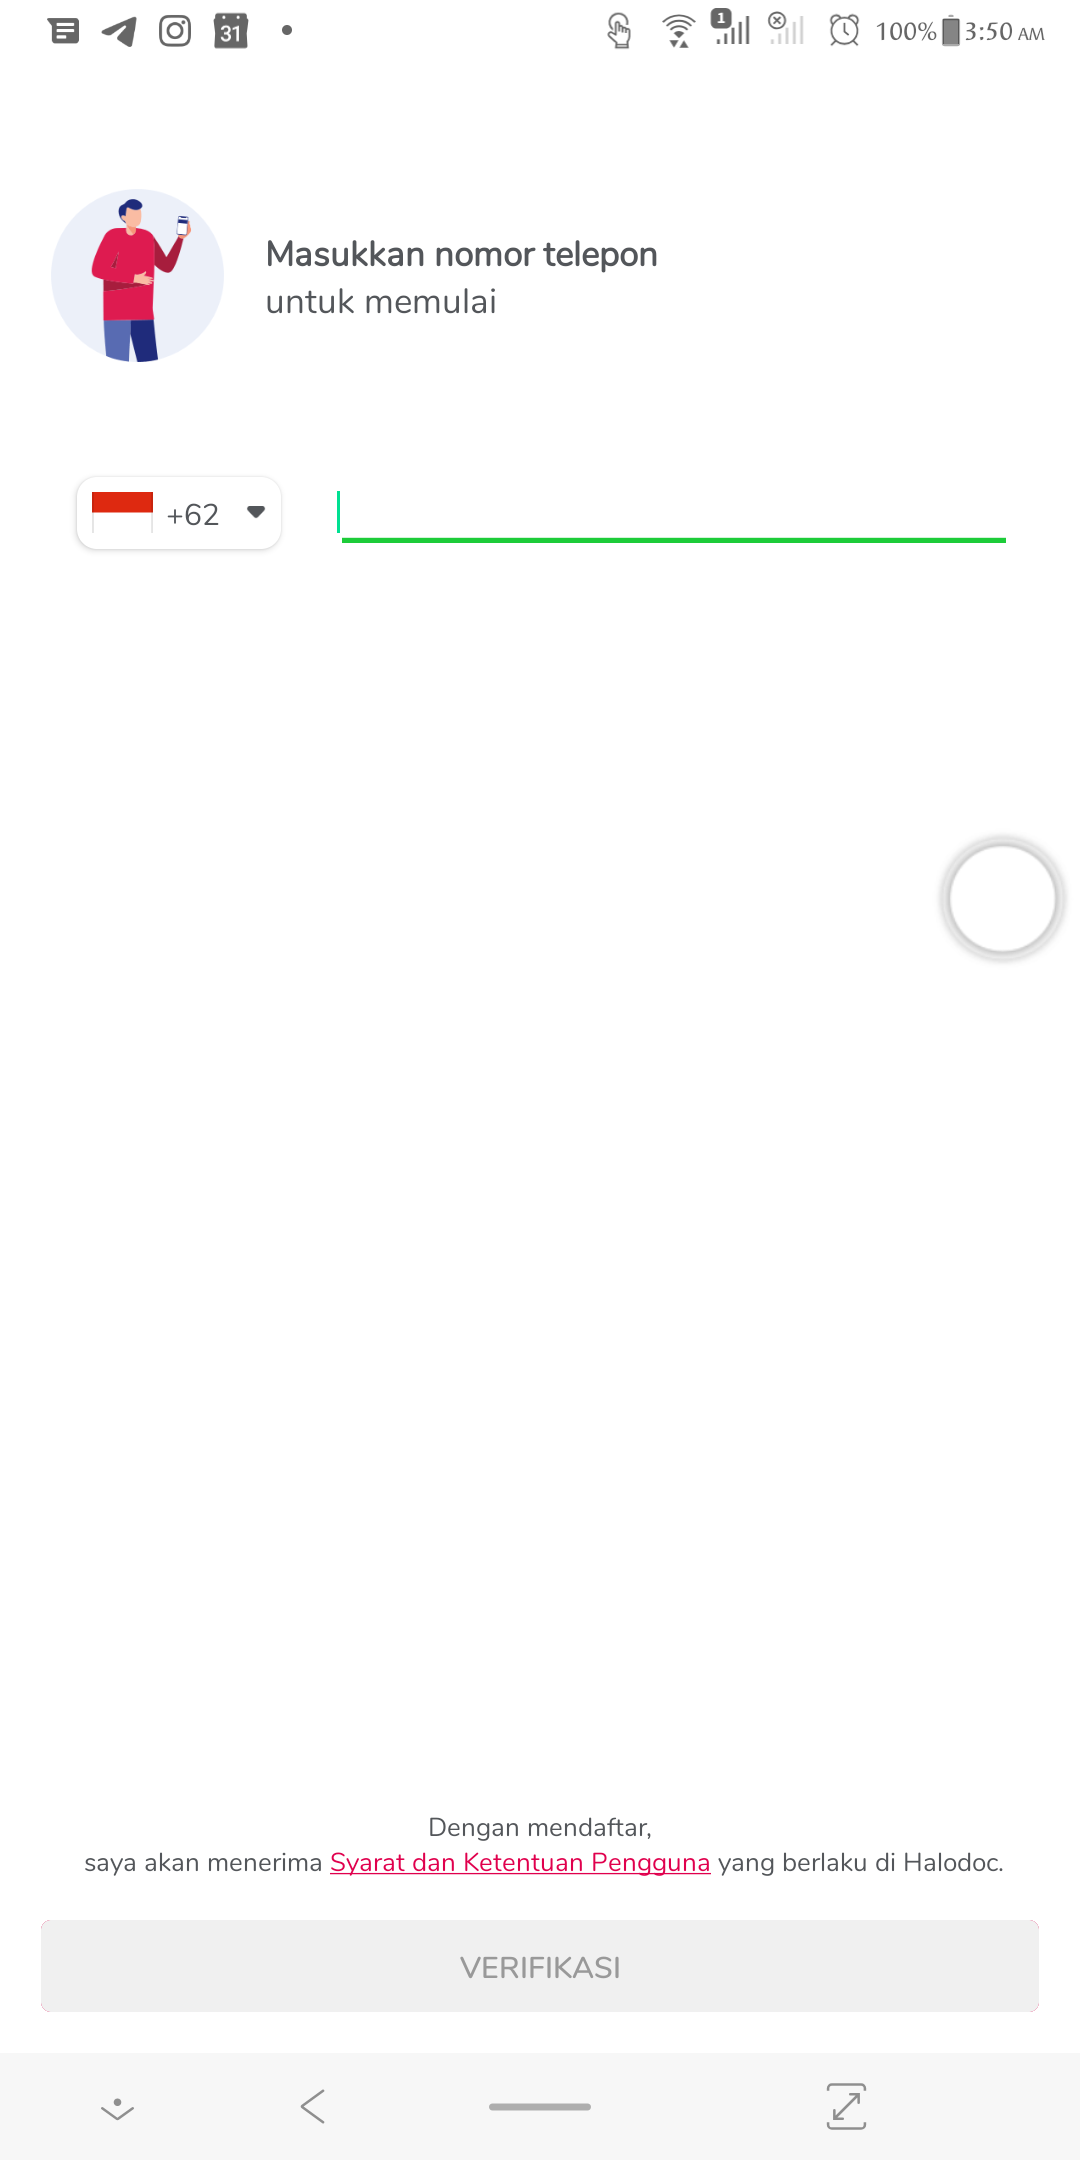 31
1
100%
3:50 AM
Masukkan nomor telepon
untuk memulai
+62
Dengan mendaftar,
saya akan menerima Syarat dan Ketentuan Pengguna yang berlaku di Halodoc.
VERIFIKASI